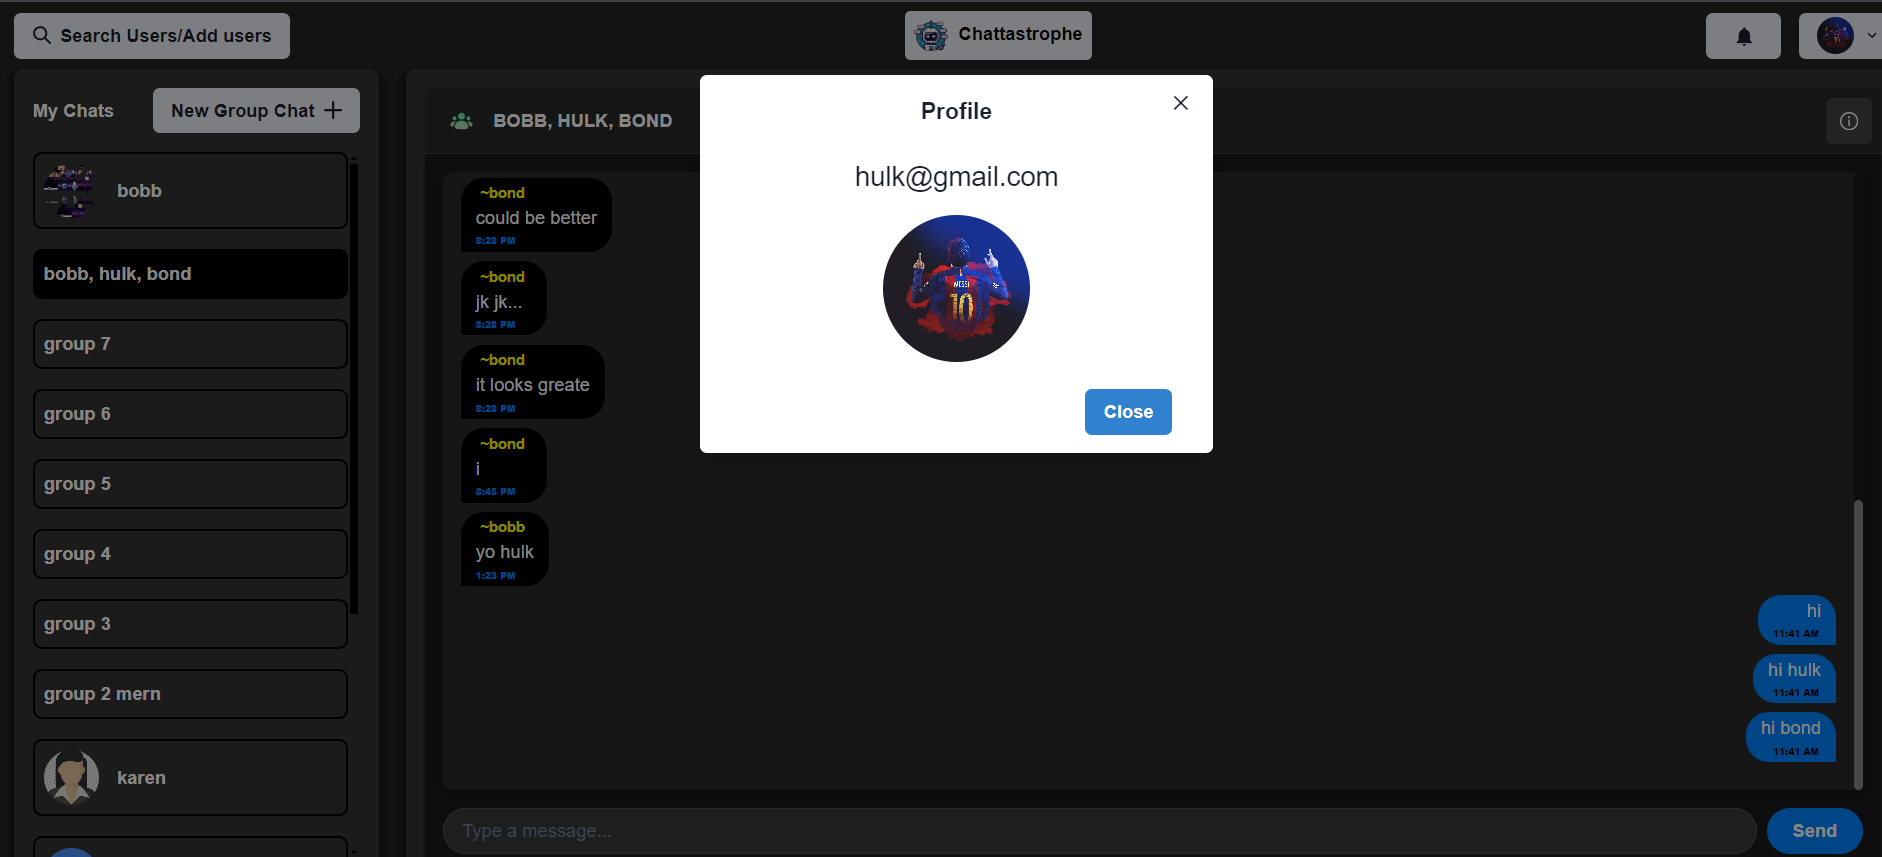 Search Users/Add users
Chattastrophe
My Chats
New Group Chat
bobb
bobb, hulk, bond
group 7
group 6
group 5
group 4
group 3
group 2 mern
karen
BOBB, HULK, BOND
~bond
could be better
8:28 PM
~bond
jk jk...
8:28 PM
~bond
it looks greate
8:28 PM
~bond
i
8:45 PM
~bobb
yo hulk
1:23 PM
hi
11:41 AM
hi hulk
11:41 AM
hi bond
11:41 AM
Type a message...
Send
Profile
hulk@gmail.com
MESSI
10
Close